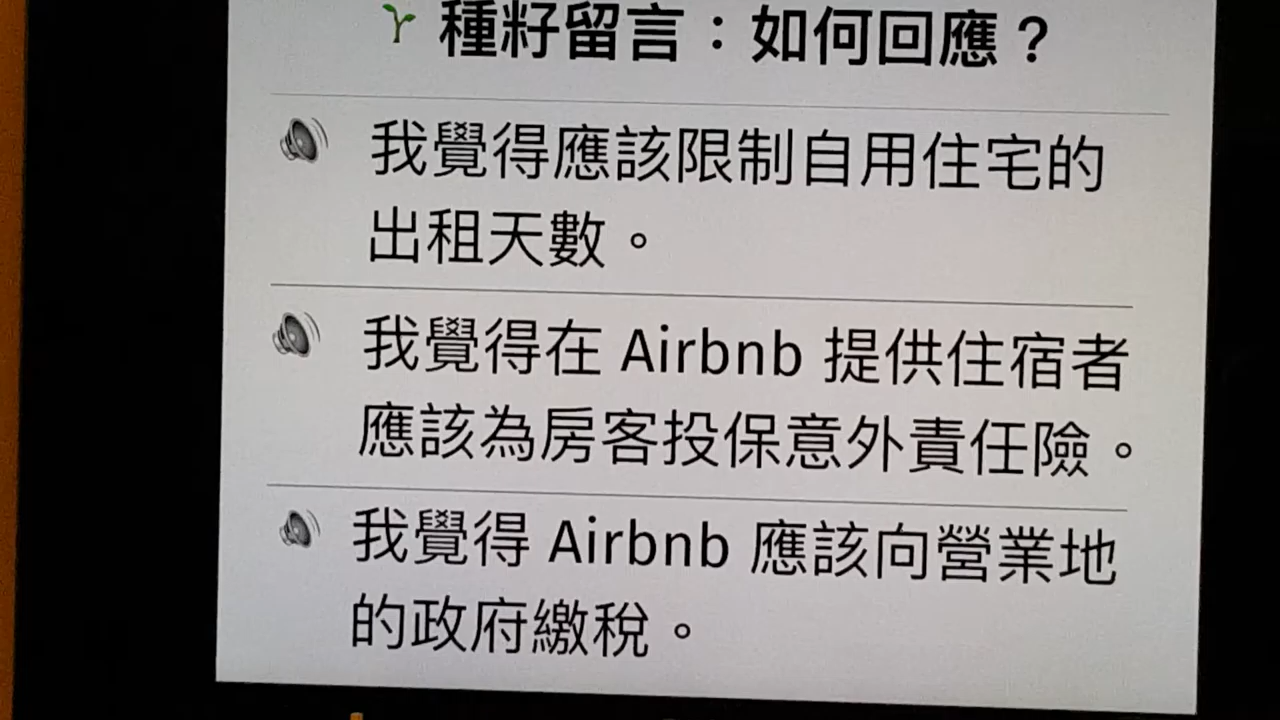 種籽留言：如何回應？
我覺得應該限制自用住宅的
出租天數。
我覺得在 Airbnb 提供住宿者
應該為房客投保意外責任險。
我覺得 Airbnb 應該向營業地
的政府繳稅。